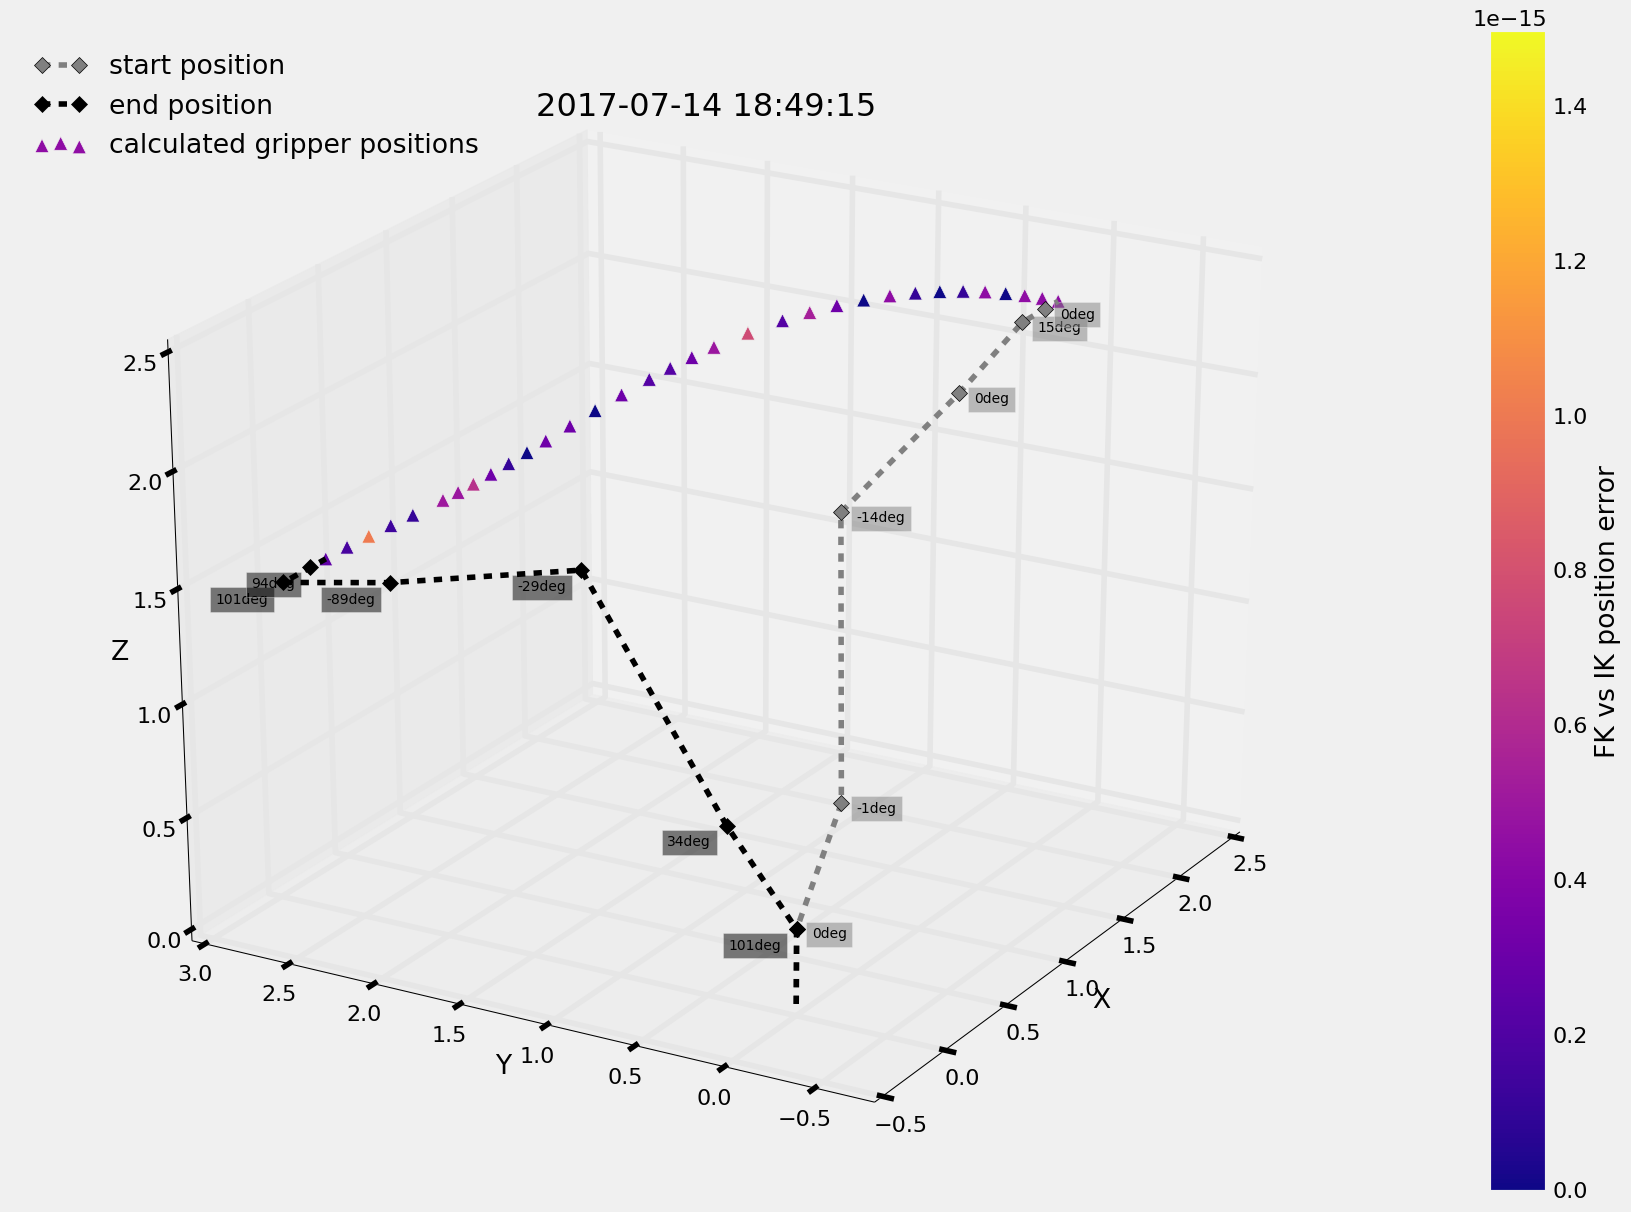 1e−15
start position
end position
calculated gripper positions
2017-07-14 18:49:15
1.4
1.2
1.0
0.8
0.6
0.4
0.2
0.0
FK vs IK position error
0deg
15deg
0deg
-14deg
-1deg
0deg
94deg
101deg
-89deg
-29deg
34deg
101deg
2.5
2.0
1.5
1.0
0.5
0.0
Z
3.0
2.5
2.0
1.5
1.0
0.5
0.0
−0.5
Y
2.5
2.0
1.5
1.0
0.5
0.0
−0.5
X